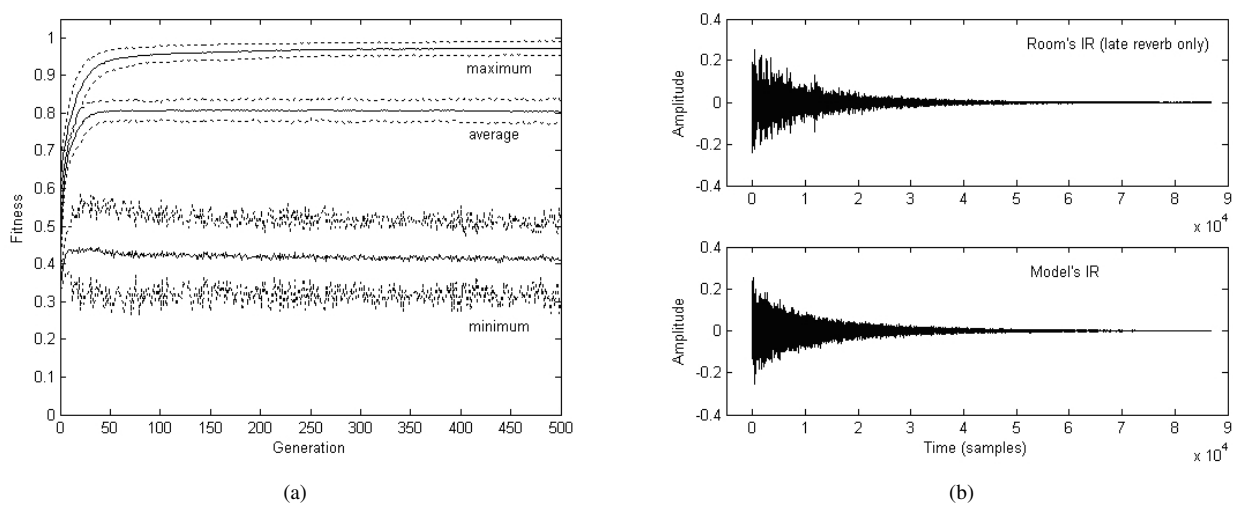 1
0.9
0.8
0.7
0.6
0.5
0.4
0.3
0.2
0.1
0
Fitness
maximum
average
minimum
0 50 100 150 200 250 300 350 400 450 500
Generation
(a)
0.4
0.2
0
-0.2
-0.4
Amplitude
Room's IR (late reverb only)
0 1 2 3 4 5 6 7 8 9
x 10^4
0.4
0.2
0
-0.2
-0.4
Amplitude
Model's IR
0 1 2 3 4 5 6 7 8 9
Time (samples)
x 10^4
(b)